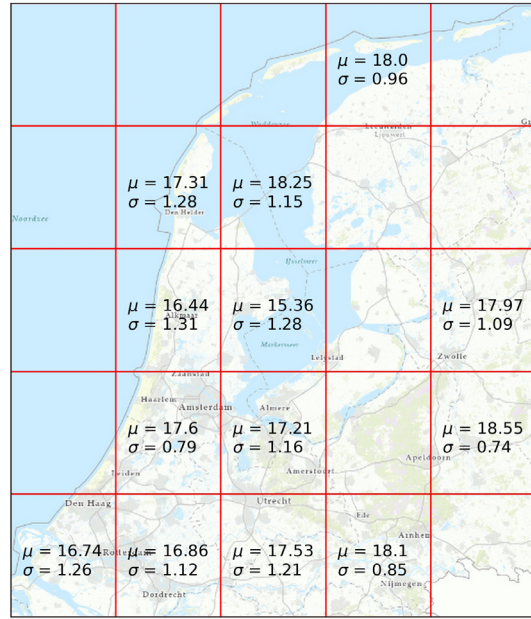 μ = 18.0
σ = 0.96
Waddenzee
Leeuwarden
Ljouwert
μ = 17.31
σ = 1.28
μ = 18.25
σ = 1.15
Den Helder
Noordzee
IJsselmeer
μ = 16.44
σ = 1.31
μ = 15.36
σ = 1.28
μ = 17.97
σ = 1.09
Alkmaar
Markermeer
Lelystad
Zwolle
Zaanstad
Haarlem
Amsterdam
Almere
μ = 17.6
σ = 0.79
μ = 17.21
σ = 1.16
μ = 18.55
σ = 0.74
Apeldoorn
Leiden
Amersfoort
Den Haag
Utrecht
Ede
Arnhem
μ = 16.74
σ = 1.26
Rotterdam
μ = 16.86
σ = 1.12
μ = 17.53
σ = 1.21
μ = 18.1
σ = 0.85
Nijmegen
Dordrecht